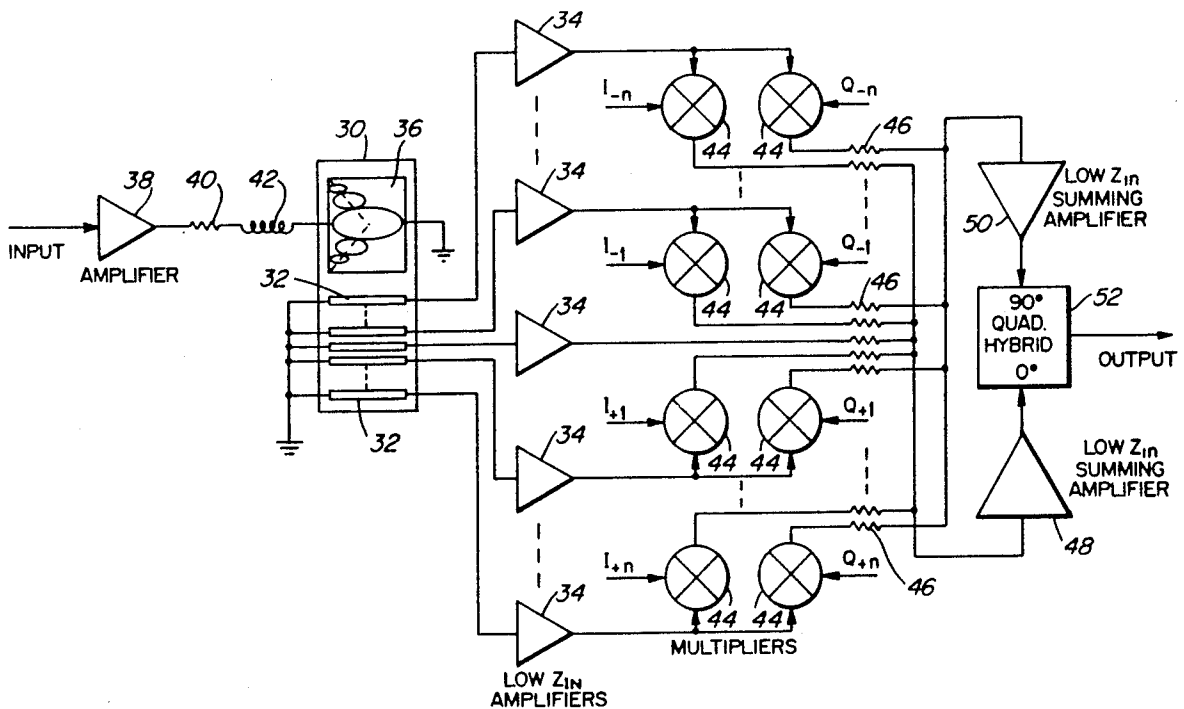 34
I-n
Q-n
44
44
46
30
36
38
40
42
INPUT
AMPLIFIER
34
LOW ZIN
SUMMING
AMPLIFIER
50
I-1
Q-1
44
44
46
32
34
90°
QUAD.
HYBRID
0°
52
OUTPUT
32
I+1
Q+1
44
44
34
LOW ZIN
SUMMING
AMPLIFIER
48
I+n
Q+n
46
44
44
34
MULTIPLIERS
LOW ZIN
AMPLIFIERS